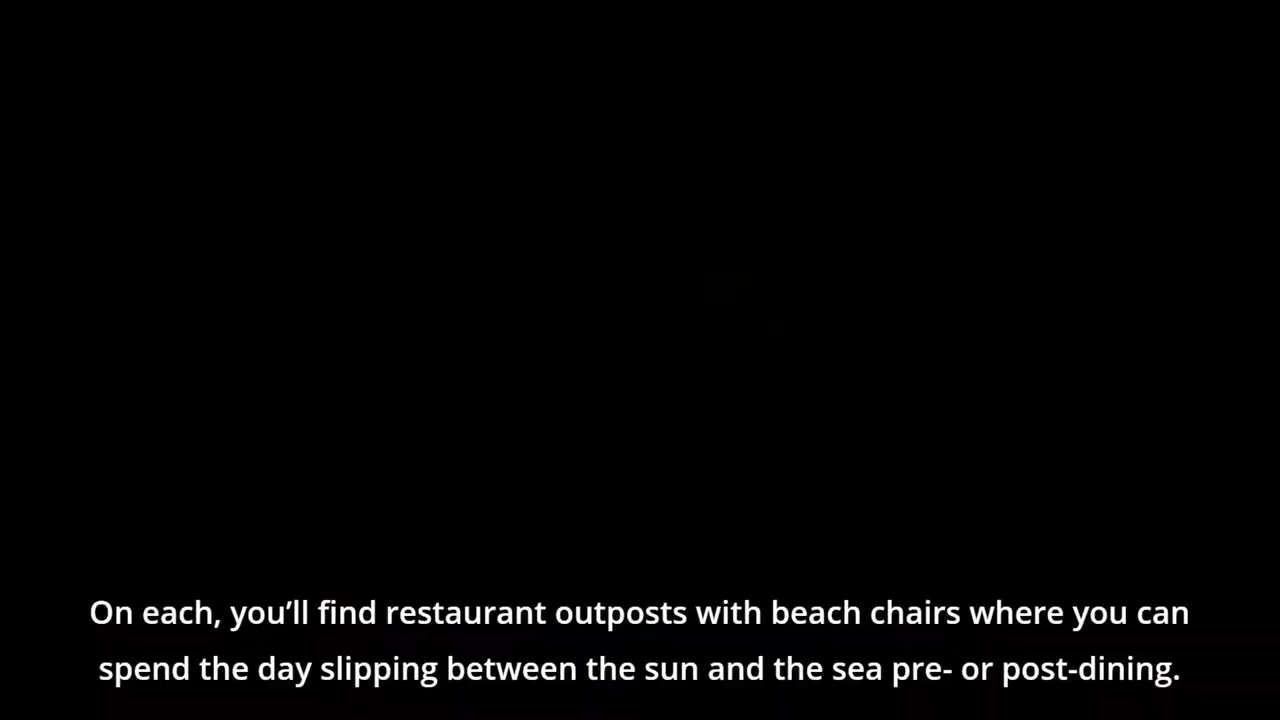 On each, you’ll find restaurant outposts with beach chairs where you can
spend the day slipping between the sun and the sea pre- or post-dining.